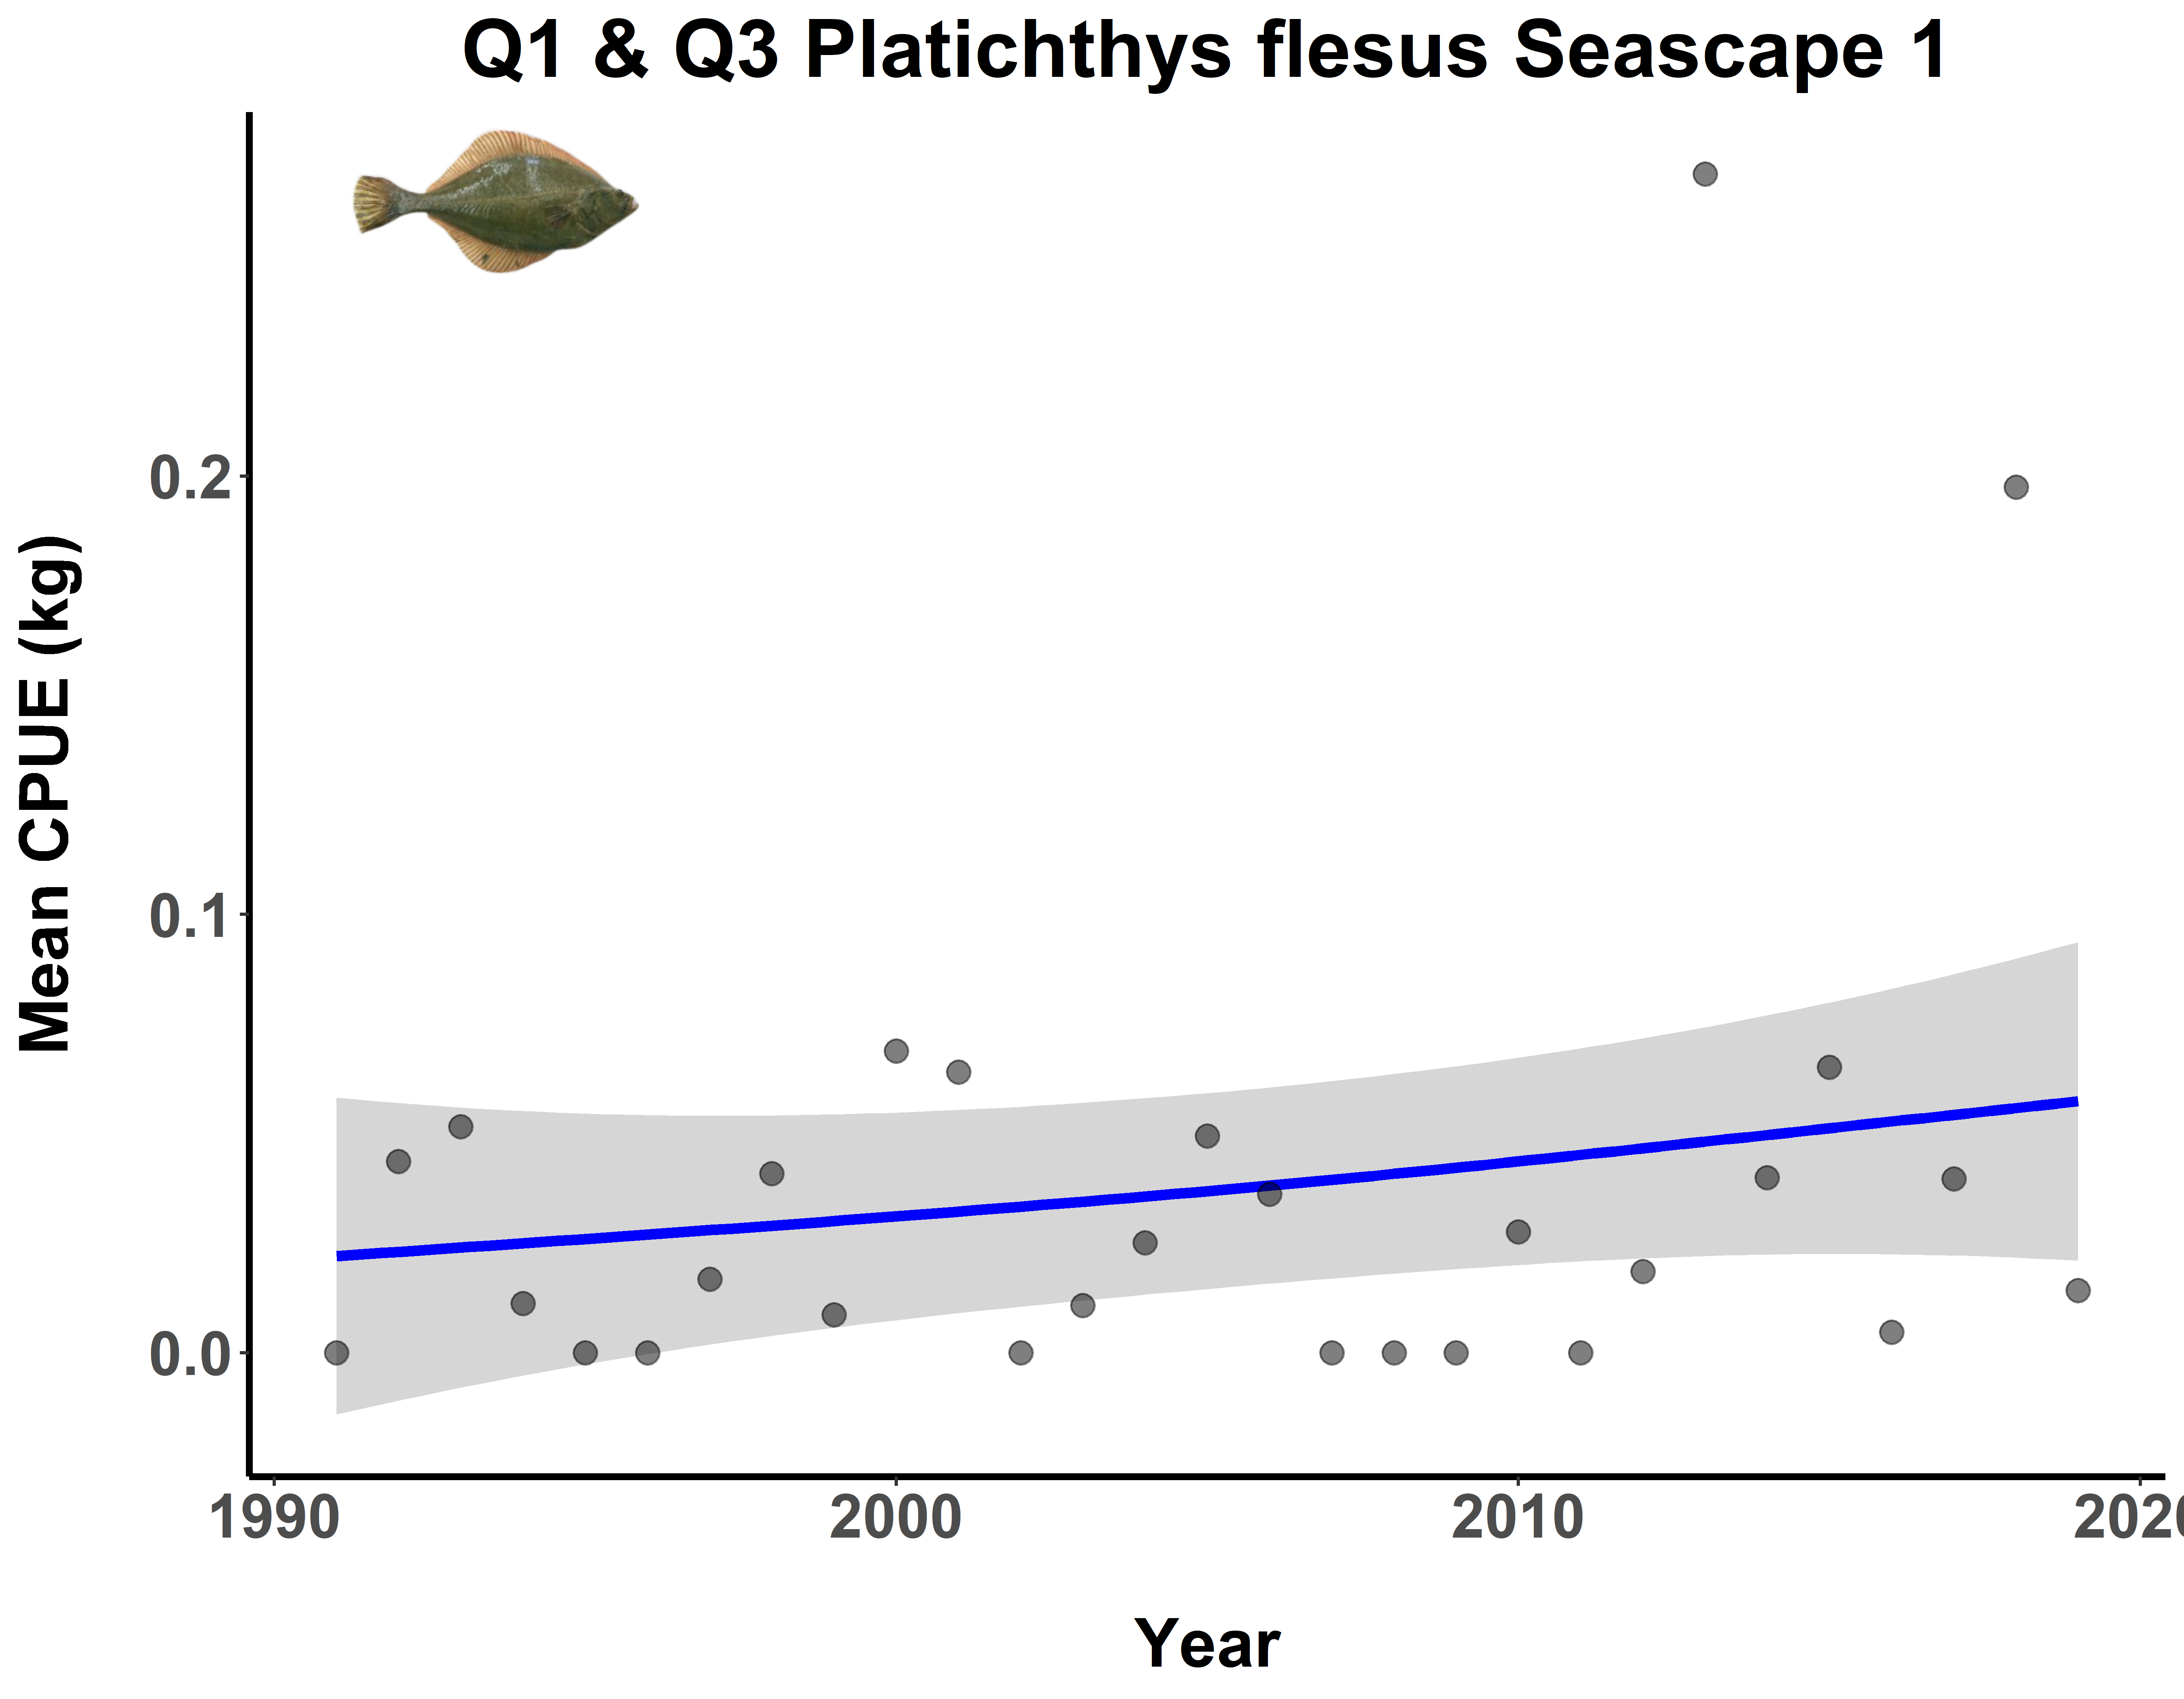 Q1 & Q3 Platichthys flesus Seascape 1
Mean CPUE (kg)
0.2
0.1
0.0
1990 2000 2010 202
Year